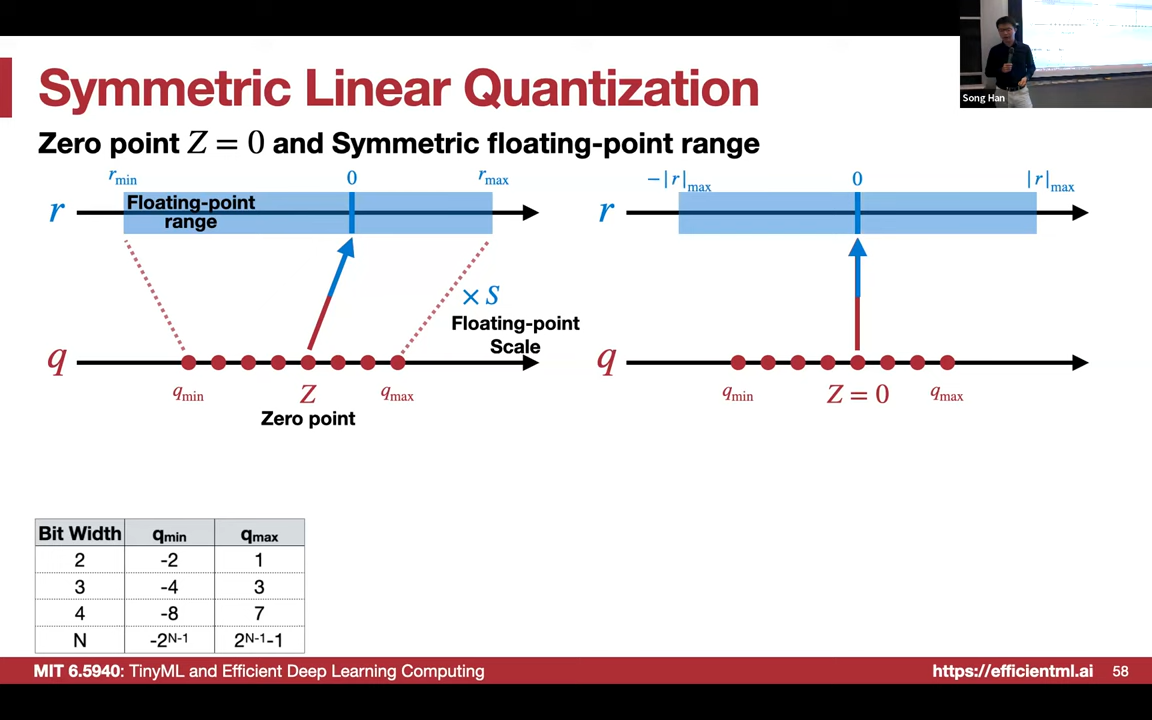 Song Han
Symmetric Linear Quantization
Zero point Z = 0 and Symmetric floating-point range
r_min 0 r_max
r
Floating-point
range
× S
Floating-point
Scale
q
q_min Z q_max
Zero point
−|r|_max 0 |r|_max
r
q
q_min Z = 0 q_max
Bit Width q_min q_max
2 -2 1
3 -4 3
4 -8 7
N -2^{N-1} 2^{N-1}-1
MIT 6.5940: TinyML and Efficient Deep Learning Computing https://efficientml.ai 58